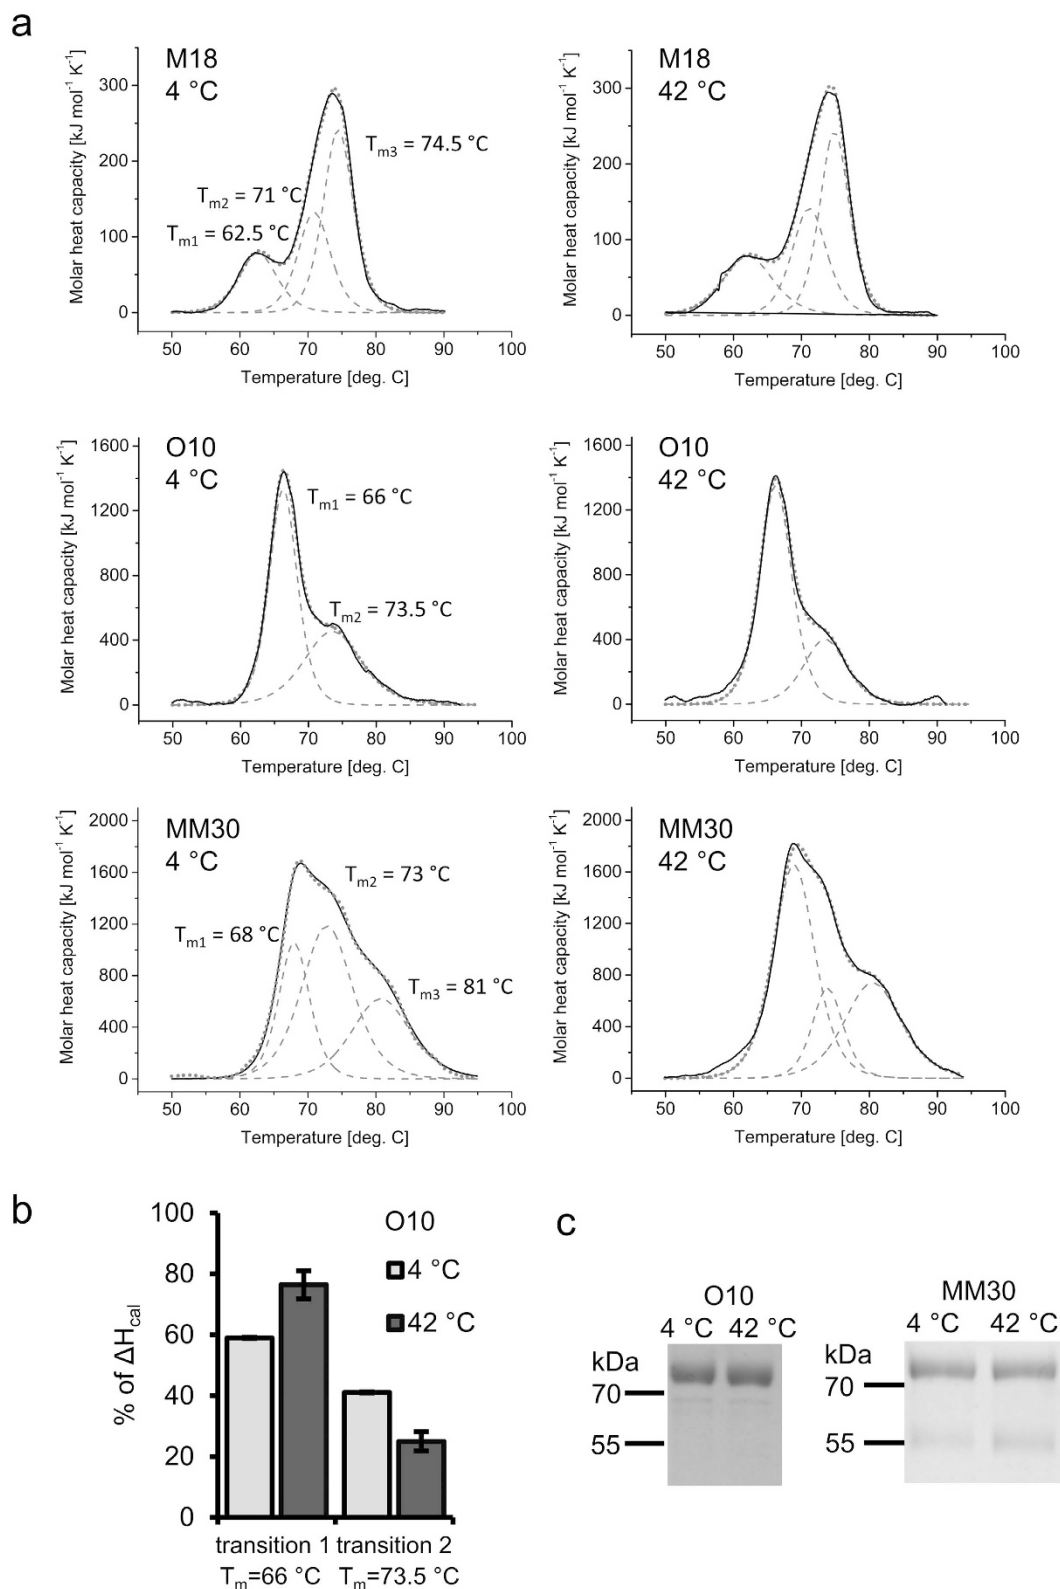 a
M18
4 °C
Molar heat capacity [kJ mol⁻¹ K⁻¹]
300
200
100
0
Tm1 = 62.5 °C
Tm2 = 71 °C
Tm3 = 74.5 °C
50 60 70 80 90 100
Temperature [deg. C]
M18
42 °C
Molar heat capacity [kJ mol⁻¹ K⁻¹]
300
200
100
0
50 60 70 80 90 100
Temperature [deg. C]
O10
4 °C
Molar heat capacity [kJ mol⁻¹ K⁻¹]
1600
1200
800
400
0
Tm1 = 66 °C
Tm2 = 73.5 °C
50 60 70 80 90 100
Temperature [deg. C]
O10
42 °C
Molar heat capacity [kJ mol⁻¹ K⁻¹]
1600
1200
800
400
0
50 60 70 80 90 100
Temperature [deg. C]
MM30
4 °C
Molar heat capacity [kJ mol⁻¹ K⁻¹]
2000
1600
1200
800
400
0
Tm1 = 68 °C
Tm2 = 73 °C
Tm3 = 81 °C
50 60 70 80 90 100
Temperature [deg. C]
MM30
42 °C
Molar heat capacity [kJ mol⁻¹ K⁻¹]
2000
1600
1200
800
400
0
50 60 70 80 90 100
Temperature [deg. C]
b
% of ΔHcal
100
80
60
40
20
0
O10
4 °C
42 °C
transition 1 transition 2
Tm=66 °C Tm=73.5 °C
c
O10
4 °C 42 °C
kDa
70
55
MM30
4 °C 42 °C
kDa
70
55